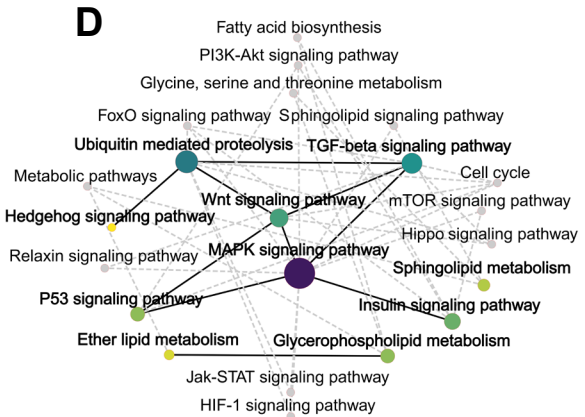 D
Fatty acid biosynthesis
PI3K-Akt signaling pathway
Glycine, serine and threonine metabolism
FoxO signaling pathway Sphingolipid signaling pathway
Ubiquitin mediated proteolysis TGF-beta signaling pathway
Metabolic pathways Cell cycle
Wnt signaling pathway mTOR signaling pathway
Hedgehog signaling pathway
Hippo signaling pathway
Relaxin signaling pathway MAPK signaling pathway
Sphingolipid metabolism
P53 signaling pathway Insulin signaling pathway
Ether lipid metabolism Glycerophospholipid metabolism
Jak-STAT signaling pathway
HIF-1 signaling pathway